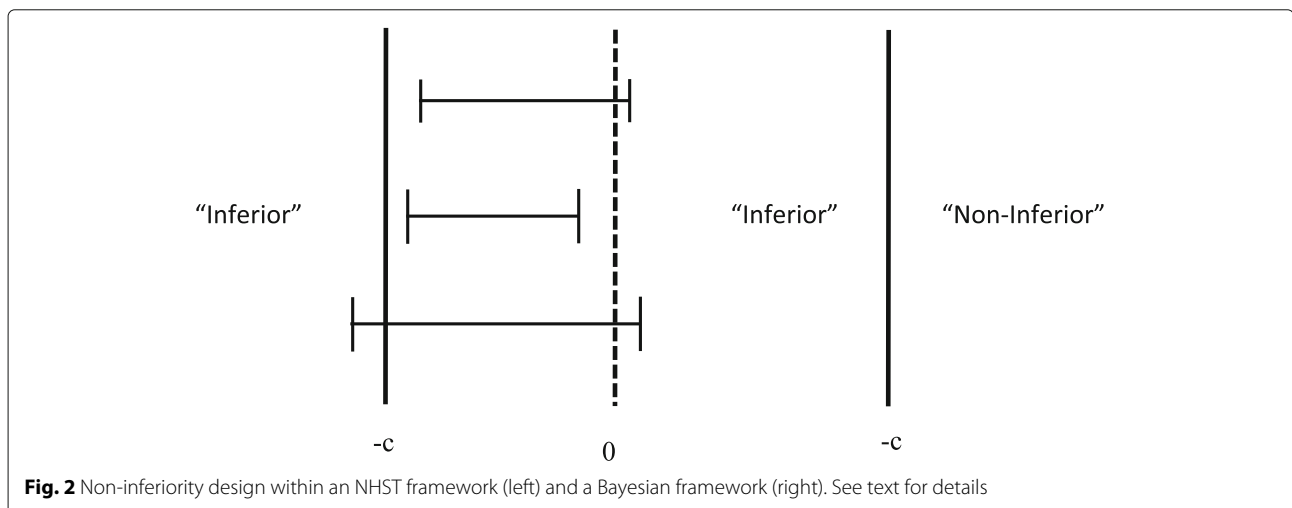 “Inferior”
“Inferior”
“Non-Inferior”
-c
0
-c
Fig. 2 Non-inferiority design within an NHST framework (left) and a Bayesian framework (right). See text for details